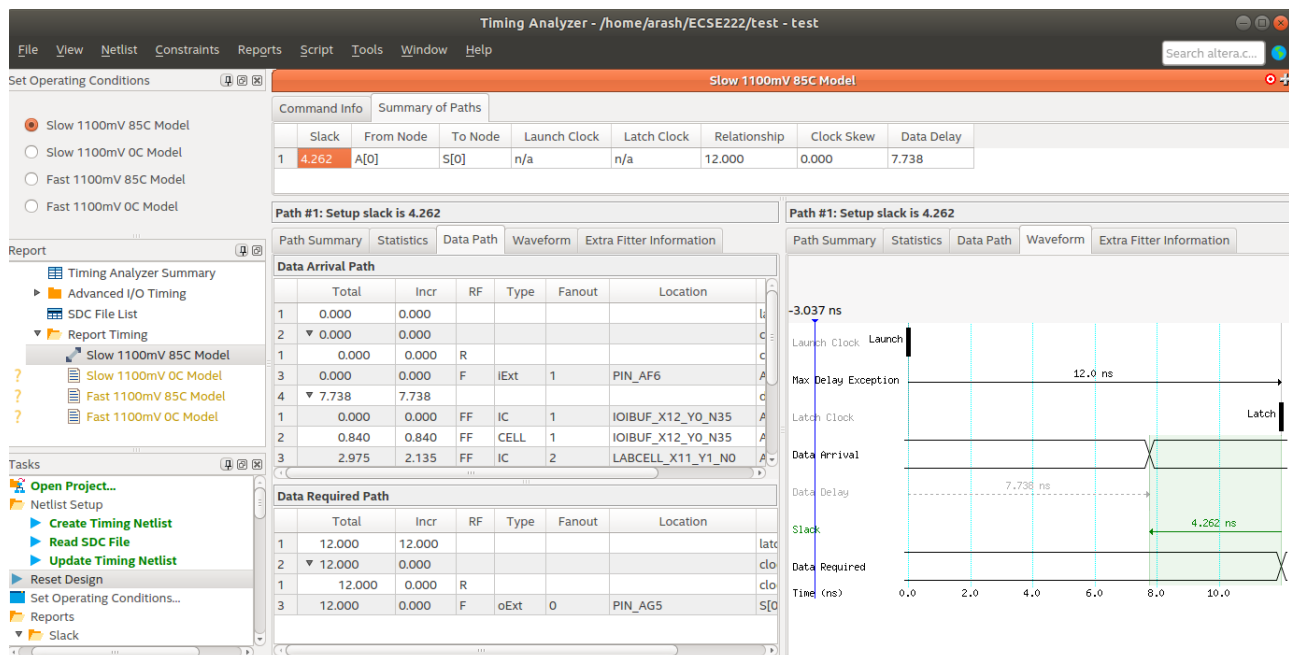 Timing Analyzer - /home/arash/ECSE222/test - test
File View Netlist Constraints Reports Script Tools Window Help
Search altera.c...
Set Operating Conditions
Slow 1100mV 85C Model
Slow 1100mV 0C Model
Fast 1100mV 85C Model
Fast 1100mV 0C Model
Report
Timing Analyzer Summary
Advanced I/O Timing
SDC File List
Report Timing
Slow 1100mV 85C Model
? Slow 1100mV 0C Model
? Fast 1100mV 85C Model
? Fast 1100mV 0C Model
Tasks
Open Project...
Netlist Setup
Create Timing Netlist
Read SDC File
Update Timing Netlist
Reset Design
Set Operating Conditions...
Reports
Slack
Slow 1100mV 85C Model
Command Info Summary of Paths
Slack From Node To Node Launch Clock Latch Clock Relationship Clock Skew Data Delay
1 4.262 A[0] S[0] n/a n/a 12.000 0.000 7.738
Path #1: Setup slack is 4.262
Path Summary Statistics Data Path Waveform Extra Fitter Information
Data Arrival Path
Total Incr RF Type Fanout Location
1 0.000 0.000 la
2 0.000 0.000 c
1 0.000 0.000 R c
3 0.000 0.000 F iExt 1 PIN_AF6 A
4 7.738 7.738 d
1 0.000 0.000 FF IC 1 IOIBUF_X12_Y0_N35 A
2 0.840 0.840 FF CELL 1 IOIBUF_X12_Y0_N35 A
3 2.975 2.135 FF IC 2 LABCELL_X11_Y1_N0 A
Data Required Path
Total Incr RF Type Fanout Location
1 12.000 12.000 latc
2 12.000 0.000 clo
1 12.000 0.000 R clo
3 12.000 0.000 F oExt 0 PIN_AG5 S[0
Path #1: Setup slack is 4.262
Path Summary Statistics Data Path Waveform Extra Fitter Information
-3.037 ns
Launch Clock Launch
Max Delay Exception 12.0 ns
Latch Clock Latch
Data Arrival
Data Delay 7.738 ns
Slack 4.262 ns
Data Required
Time (ns) 0.0 2.0 4.0 6.0 8.0 10.0